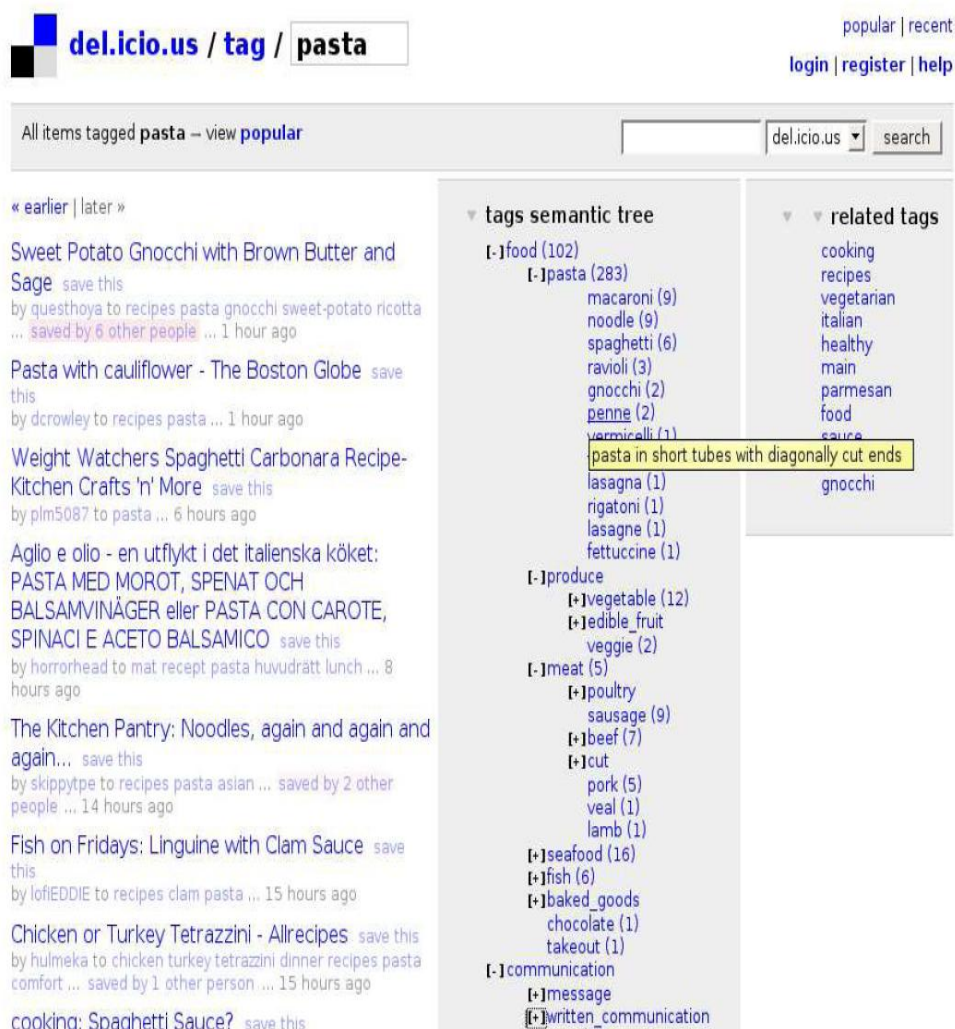 del.icio.us / tag / pasta
popular | recent
login | register | help
All items tagged pasta → view popular
del.icio.us
search
« earlier | later »
Sweet Potato Gnocchi with Brown Butter and
Sage save this
by questhoya to recipes pasta gnocchi sweet-potato ricotta
... saved by 6 other people ... 1 hour ago
Pasta with cauliflower - The Boston Globe save
this
by dcrowley to recipes pasta ... 1 hour ago
Weight Watchers Spaghetti Carbonara Recipe-
Kitchen Crafts 'n' More save this
by plm5087 to pasta ... 6 hours ago
Aglio e olio - en utflykt i det italienska köket:
PASTA MED MOROT, SPENAT OCH
BALSAMVINÄGER eller PASTA CON CAROTE,
SPINACI E ACETO BALSAMICO save this
by horrorhead to mat recept pasta huvudrätt lunch ... 8
hours ago
The Kitchen Pantry: Noodles, again and again and
again... save this
by skippytpe to recipes pasta asian ... saved by 2 other
people ... 14 hours ago
Fish on Fridays: Linguine with Clam Sauce save
this
by lofiEDDIE to recipes clam pasta ... 15 hours ago
Chicken or Turkey Tetrazzini - Allrecipes save this
by hulmeka to chicken turkey tetrazzini dinner recipes pasta
comfort ... saved by 1 other person ... 15 hours ago
cooking: Spaghetti Sauce? save this
tags semantic tree
[-]food (102)
[-]pasta (283)
macaroni (9)
noodle (9)
spaghetti (6)
ravioli (3)
gnocchi (2)
penne (2)
vermicelli (1)
pasta in short tubes with diagonally cut ends
lasagna (1)
rigatoni (1)
lasagne (1)
fettuccine (1)
[-]produce
[+]vegetable (12)
[+]edible_fruit
veggie (2)
[-]meat (5)
[+]poultry
sausage (9)
[+]beef (7)
[+]cut
pork (5)
veal (1)
lamb (1)
[+]seafood (16)
[+]fish (6)
[+]baked_goods
chocolate (1)
takeout (1)
[-]communication
[+]message
[+]written_communication
related tags
cooking
recipes
vegetarian
italian
healthy
main
parmesan
food
sauce
gnocchi